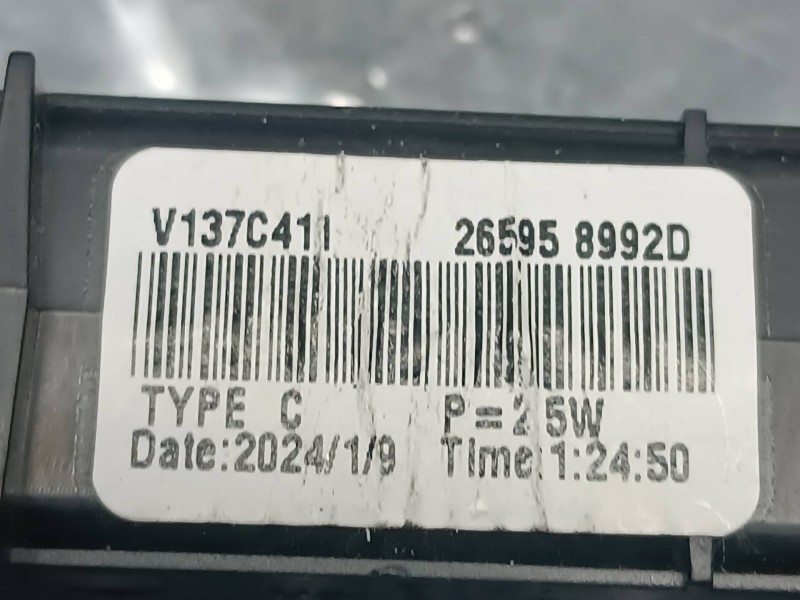 V137C411 26595 8992D
TYPE C P=25W
Date:2024/1/9 Time:1:24:50